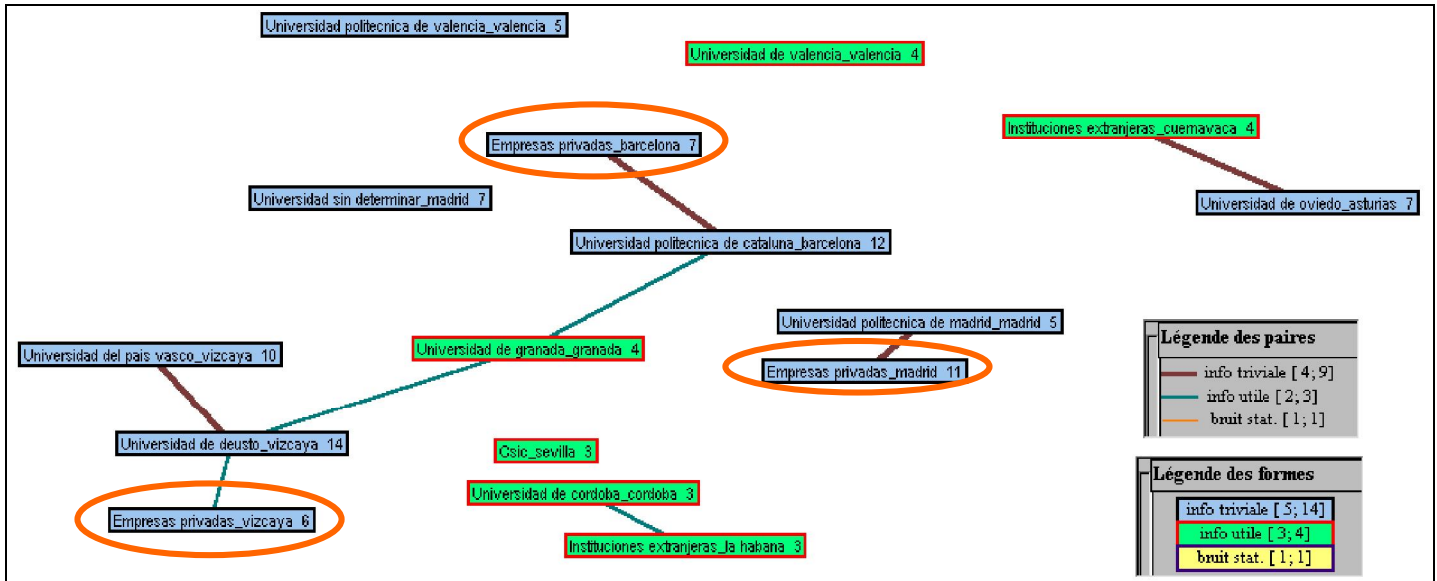 Universidad politecnica de valencia_valencia 5
Universidad de valencia_valencia 4
Instituciones extranjeras_cuernavaca 4
Empresas privadas_barcelona 7
Universidad sin determinar_madrid 7
Universidad de oviedo_asturias 7
Universidad politecnica de cataluna_barcelona 12
Universidad politecnica de madrid_madrid 5
Universidad de granada_granada 4
Universidad del pais vasco_vizcaya 10
Empresas privadas_madrid 11
Universidad de deusto_vizcaya 14
Csic_sevilla 3
Universidad de cordoba_cordoba 3
Empresas privadas_vizcaya 6
Instituciones extranjeras_la habana 3
Légende des paires
info triviale [ 4; 9]
info utile [ 2; 3]
bruit stat. [ 1; 1]
Légende des formes
info triviale [ 5; 14]
info utile [ 3; 4]
bruit stat. [ 1; 1]